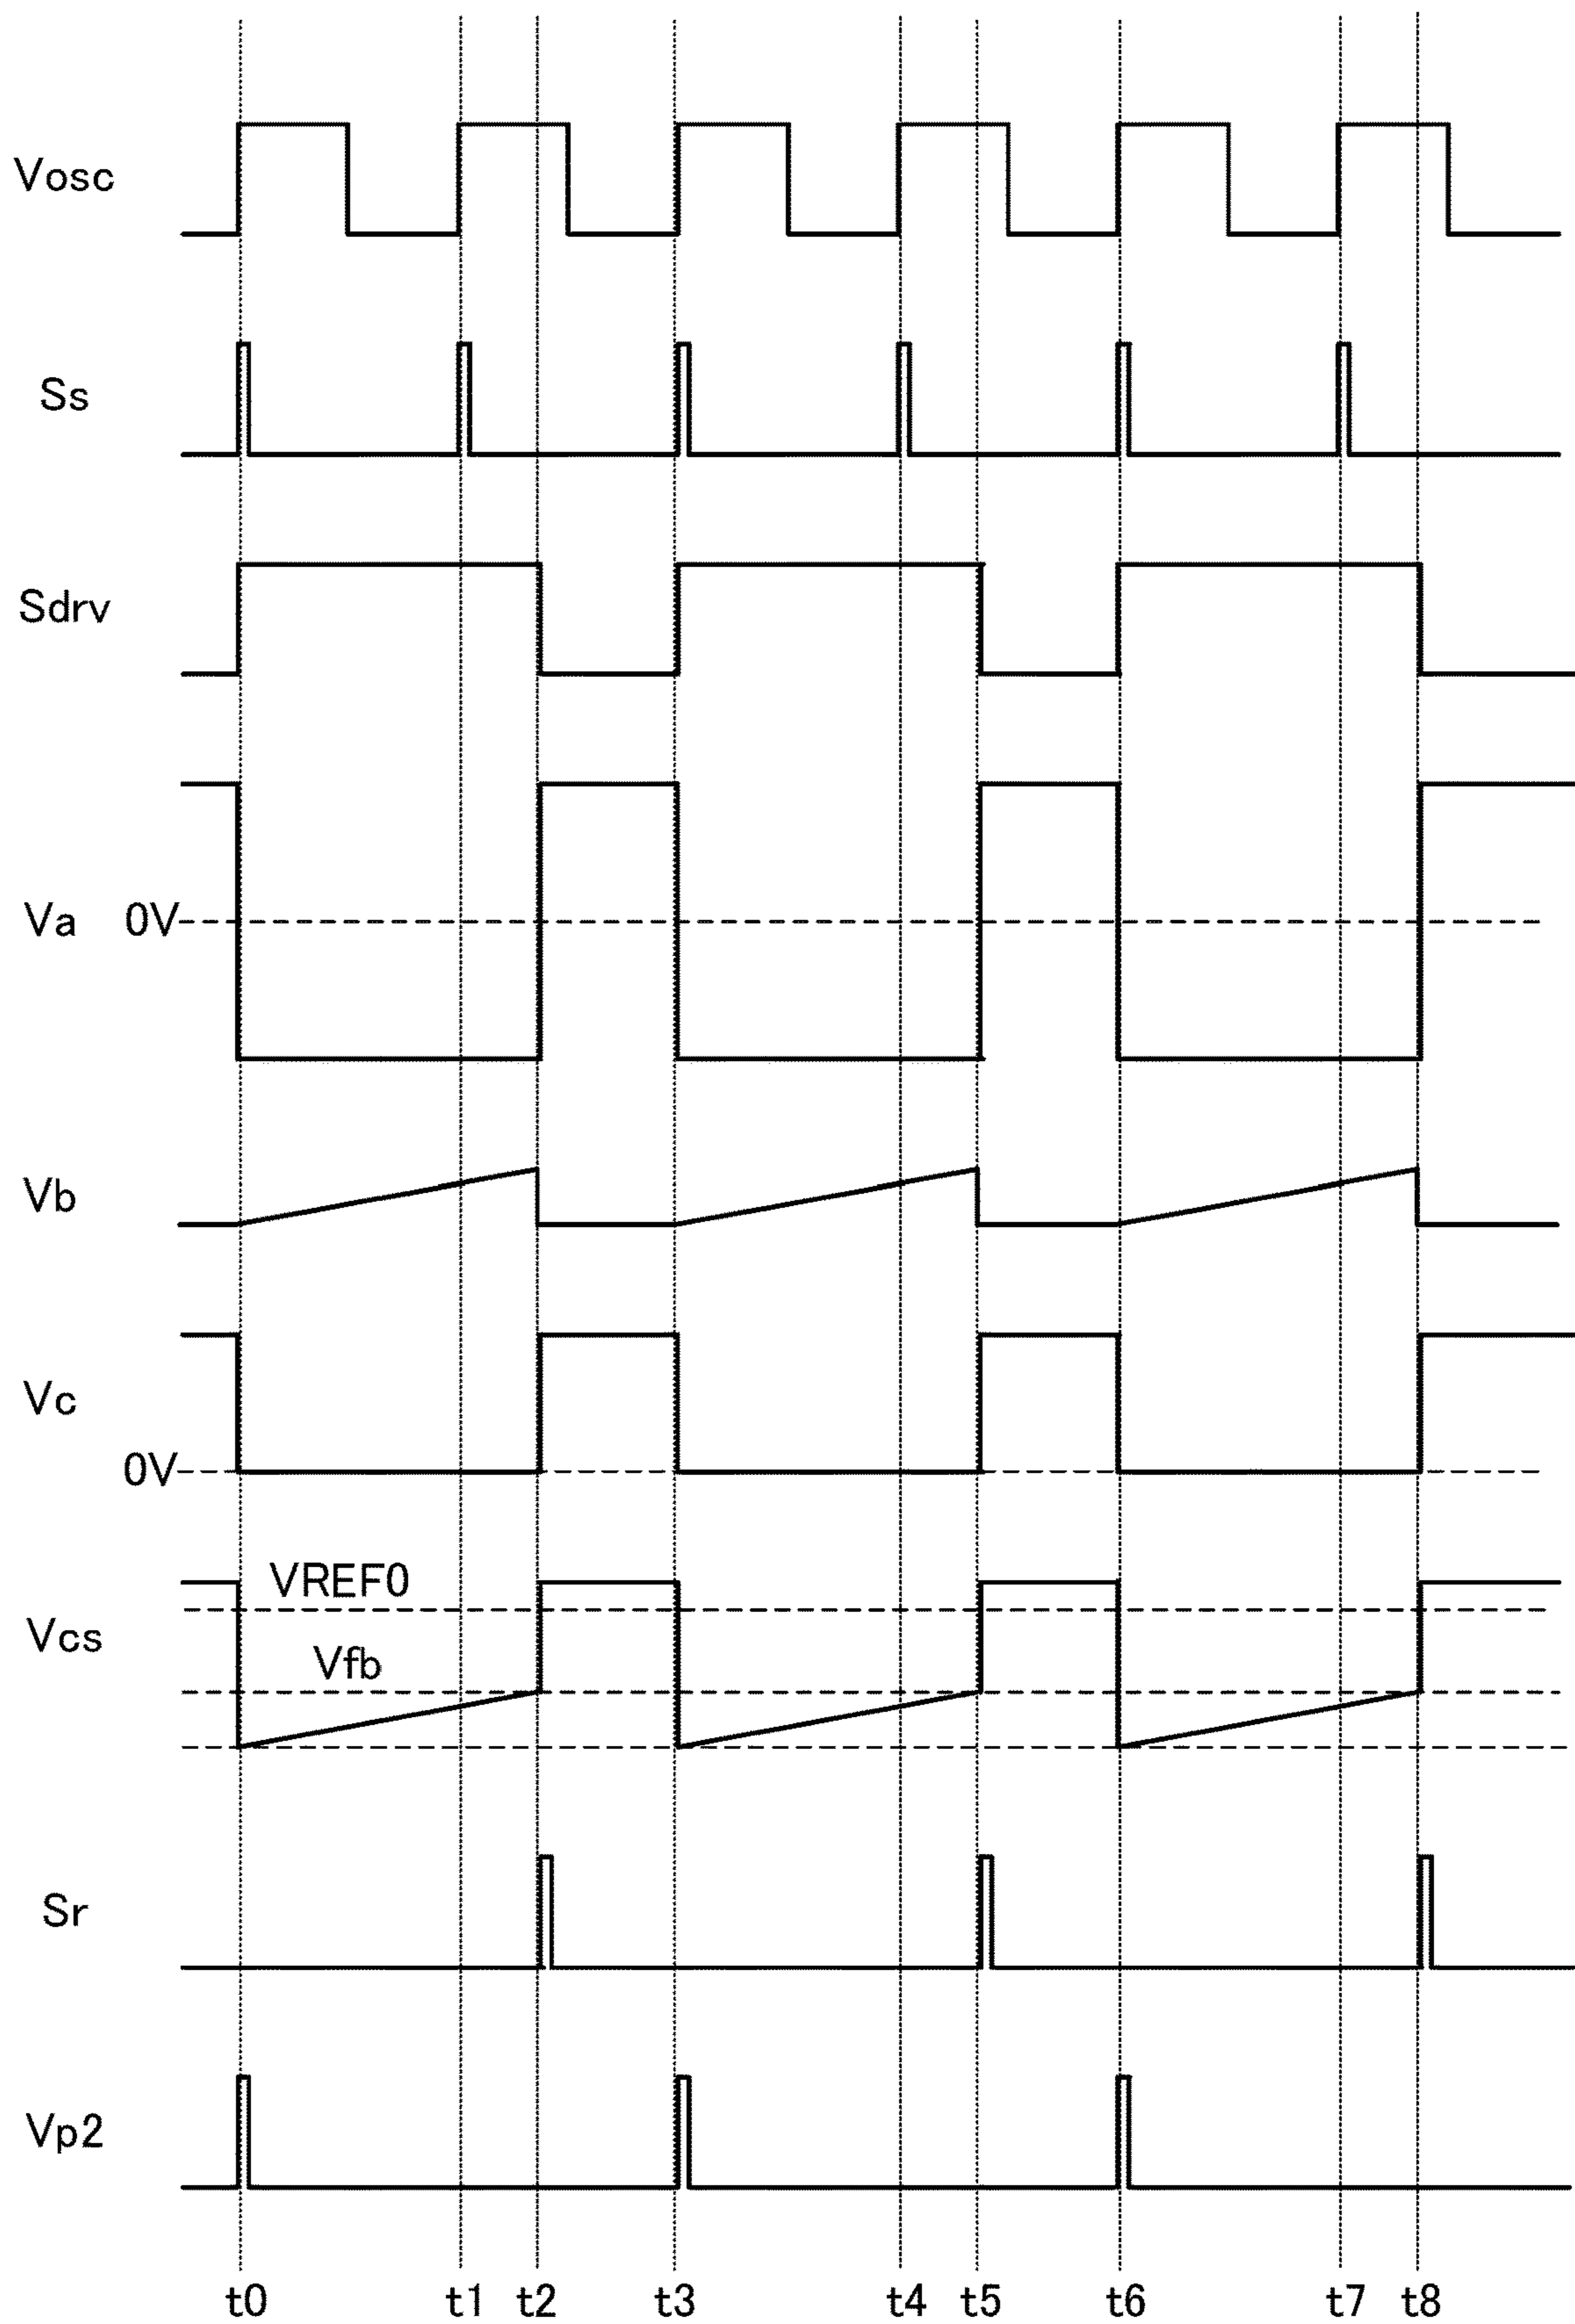 Vosc
Ss
Sdrv
Va 0V
Vb
Vc
0V
VREF0
Vcs
Vfb
Sr
Vp2
t0 t1 t2 t3 t4 t5 t6 t7 t8